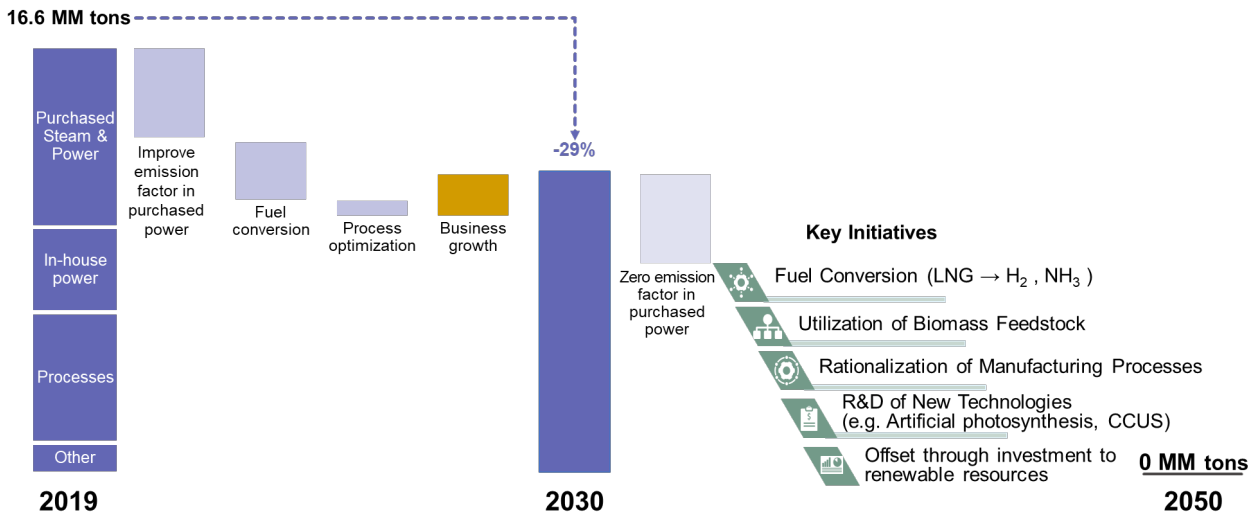 16.6 MM tons
Purchased
Steam &
Power
In-house
power
Processes
Other
2019
Improve
emission
factor in
purchased
power
Fuel
conversion
Process
optimization
Business
growth
-29%
2030
Zero emission
factor in
purchased
power
Key Initiatives
Fuel Conversion (LNG → H₂ , NH₃ )
Utilization of Biomass Feedstock
Rationalization of Manufacturing Processes
R&D of New Technologies
(e.g. Artificial photosynthesis, CCUS)
Offset through investment to
renewable resources
0 MM tons
2050